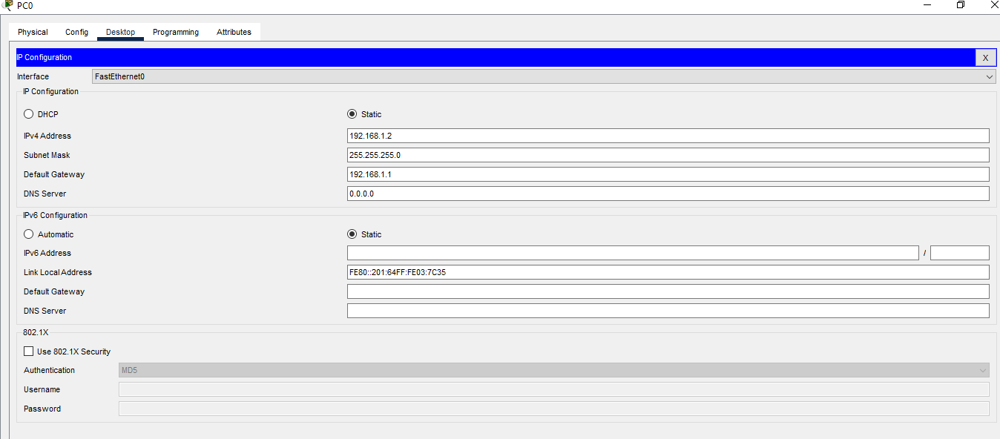 PC0
Physical Config Desktop Programming Attributes
IP Configuration X
Interface FastEthernet0
IP Configuration
DHCP Static
IPv4 Address 192.168.1.2
Subnet Mask 255.255.255.0
Default Gateway 192.168.1.1
DNS Server 0.0.0.0
IPv6 Configuration
Automatic Static
IPv6 Address /
Link Local Address FE80::201:64FF:FE03:7C35
Default Gateway
DNS Server
802.1X
Use 802.1X Security
Authentication MD5
Username
Password